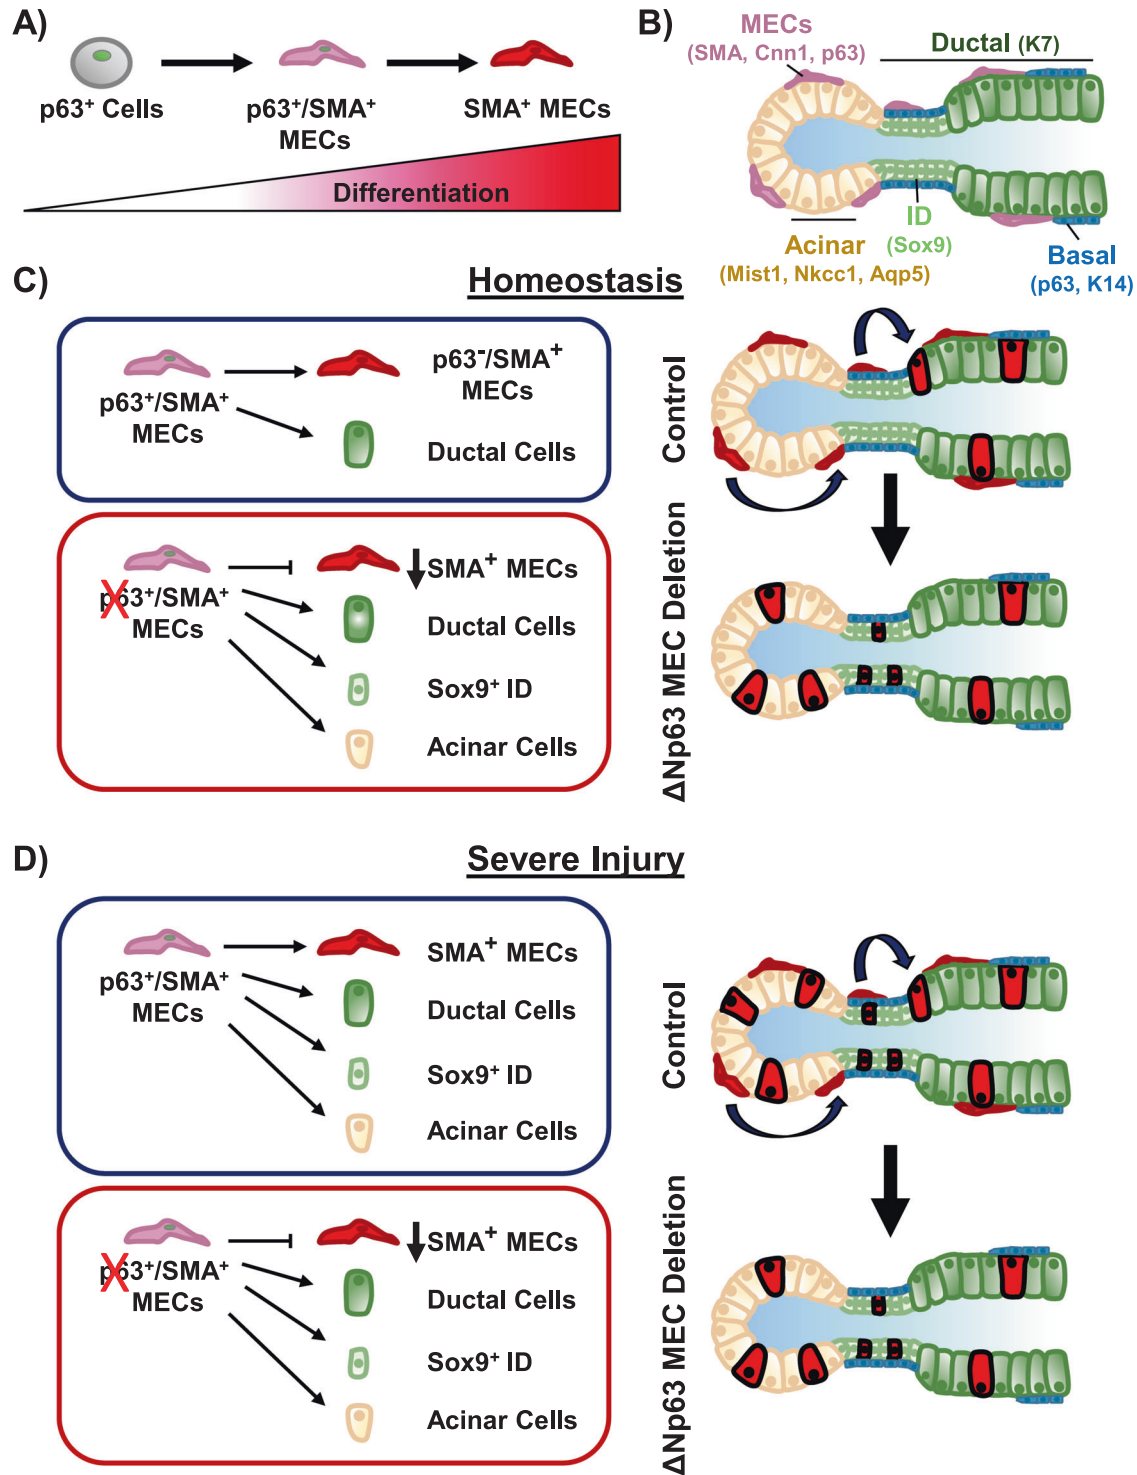 A)
p63⁺ Cells
p63⁺/SMA⁺
MECs
SMA⁺ MECs
Differentiation
B)
MECs
(SMA, Cnn1, p63)
Ductal (K7)
ID
(Sox9)
Acinar
(Mist1, Nkcc1, Aqp5)
Basal
(p63, K14)
C)
Homeostasis
p63⁺/SMA⁺
MECs
p63⁻/SMA⁺
MECs
Ductal Cells
Control
p63⁺/SMA⁺
MECs
X
SMA⁺ MECs
Ductal Cells
Sox9⁺ ID
Acinar Cells
ΔNp63 MEC Deletion
D)
Severe Injury
p63⁺/SMA⁺
MECs
SMA⁺ MECs
Ductal Cells
Sox9⁺ ID
Acinar Cells
Control
p63⁺/SMA⁺
MECs
X
SMA⁺ MECs
Ductal Cells
Sox9⁺ ID
Acinar Cells
ΔNp63 MEC Deletion